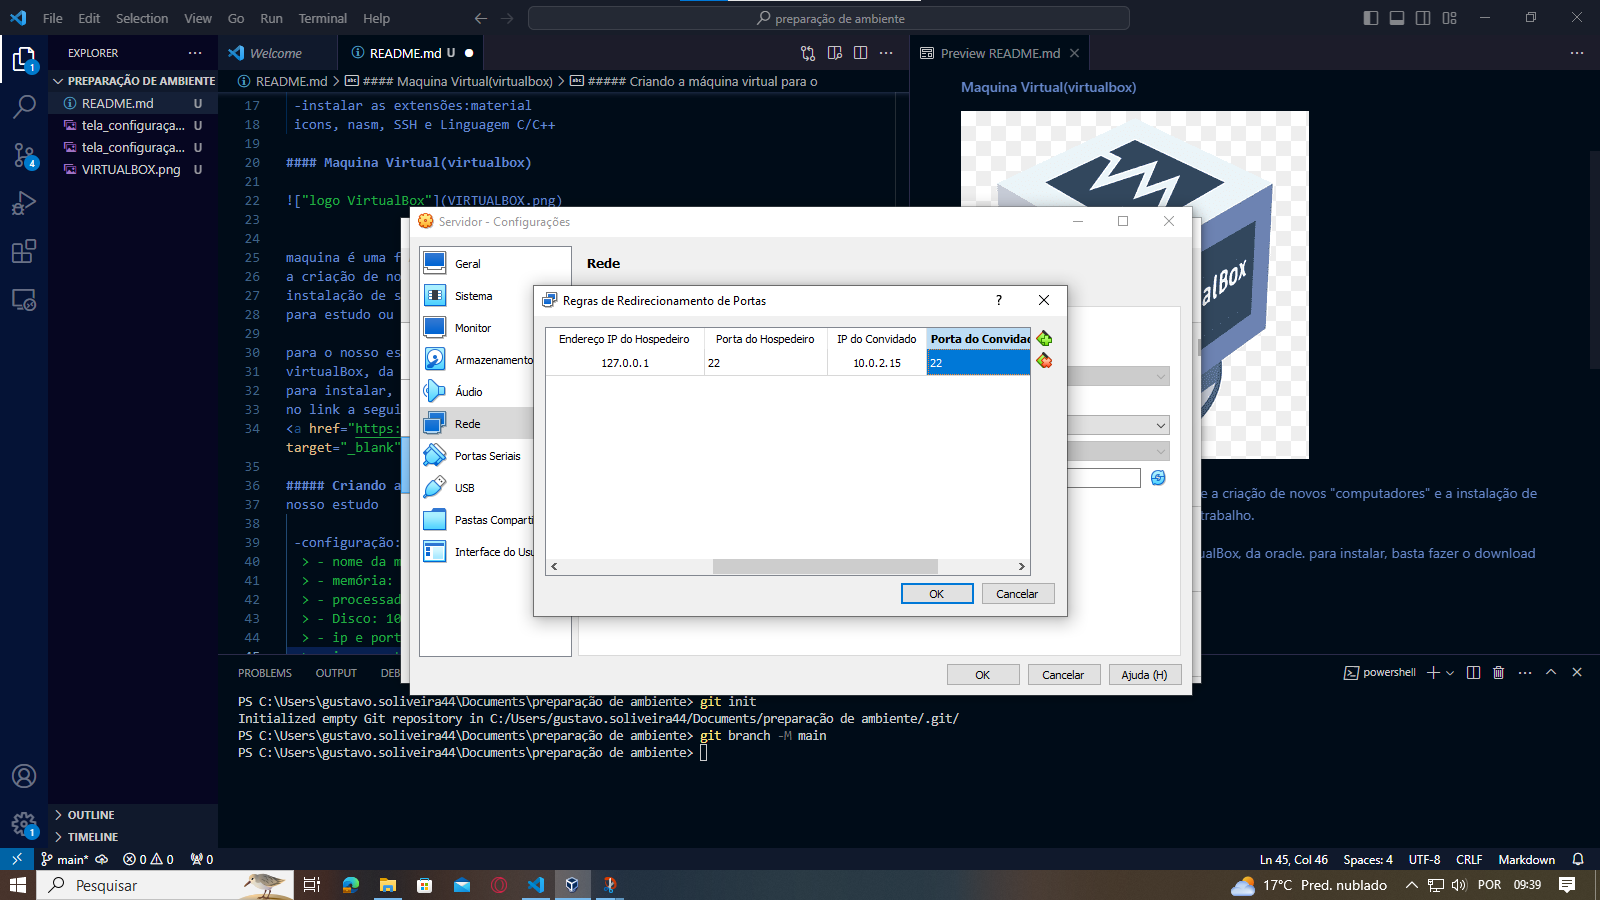 File Edit Selection View Go Run Terminal Help
preparação de ambiente
EXPLORER
PREPARAÇÃO DE AMBIENTE
README.md U
tela_configuraça... U
tela_configuraça... U
VIRTUALBOX.png U
OUTLINE
TIMELINE
Welcome
README.md U
README.md > #### Maquina Virtual(virtualbox) > ##### Criando a máquina virtual para o
17 -instalar as extensões:material
18 icons, nasm, SSH e Linguagem C/C++
19
20 #### Maquina Virtual(virtualbox)
21
22 !["logo VirtualBox"](VIRTUALBOX.png)
23
24
25 maquina é uma f
26 a criação de no
27 instalação de s
28 para estudo ou
29
30 para o nosso es
31 virtualBox, da
32 para instalar,
33 no link a segui
34 <a href="https:
target="_blank"
35
36 ##### Criando a
37 nosso estudo
38
39 -configuração:
40 > - nome da m
41 > - memória:
42 > - processad
43 > - Disco: 10
44 > - ip e port
Preview README.md
Maquina Virtual(virtualbox)
alBox
e a criação de novos "computadores" e a instalação de
trabalho.
ualBox, da oracle. para instalar, basta fazer o download
Servidor - Configurações
Geral
Sistema
Monitor
Armazenamento
Áudio
Rede
Portas Seriais
USB
Pastas Comparti
Interface do Usu
Rede
Regras de Redirecionamento de Portas
?
Endereço IP do Hospedeiro Porta do Hospedeiro IP do Convidado Porta do Convidad
127.0.0.1 22 10.0.2.15 22
OK Cancelar
OK Cancelar Ajuda (H)
PROBLEMS OUTPUT DEB
powershell
PS C:\Users\gustavo.soliveira44\Documents\preparação de ambiente> git init
Initialized empty Git repository in C:/Users/gustavo.soliveira44/Documents/preparação de ambiente/.git/
PS C:\Users\gustavo.soliveira44\Documents\preparação de ambiente> git branch -M main
PS C:\Users\gustavo.soliveira44\Documents\preparação de ambiente>
1
4
1
main* 0 0 0
Ln 45, Col 46 Spaces: 4 UTF-8 CRLF Markdown
Pesquisar
17°C Pred. nublado
POR 09:39